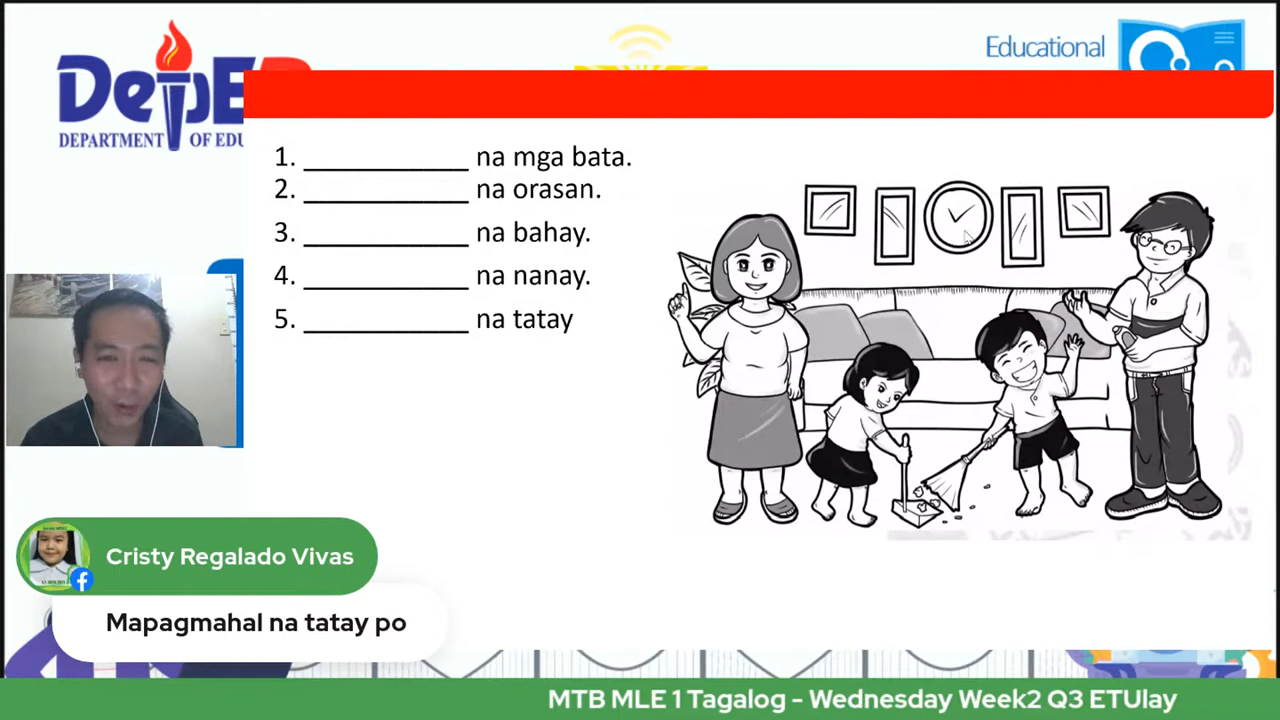 DepED
DEPARTMENT OF EDU
Educational
1. ____________ na mga bata.
2. ____________ na orasan.
3. ____________ na bahay.
4. ____________ na nanay.
5. ____________ na tatay
Cristy Regalado Vivas
Mapagmahal na tatay po
MTB MLE 1 Tagalog - Wednesday Week2 Q3 ETUlay